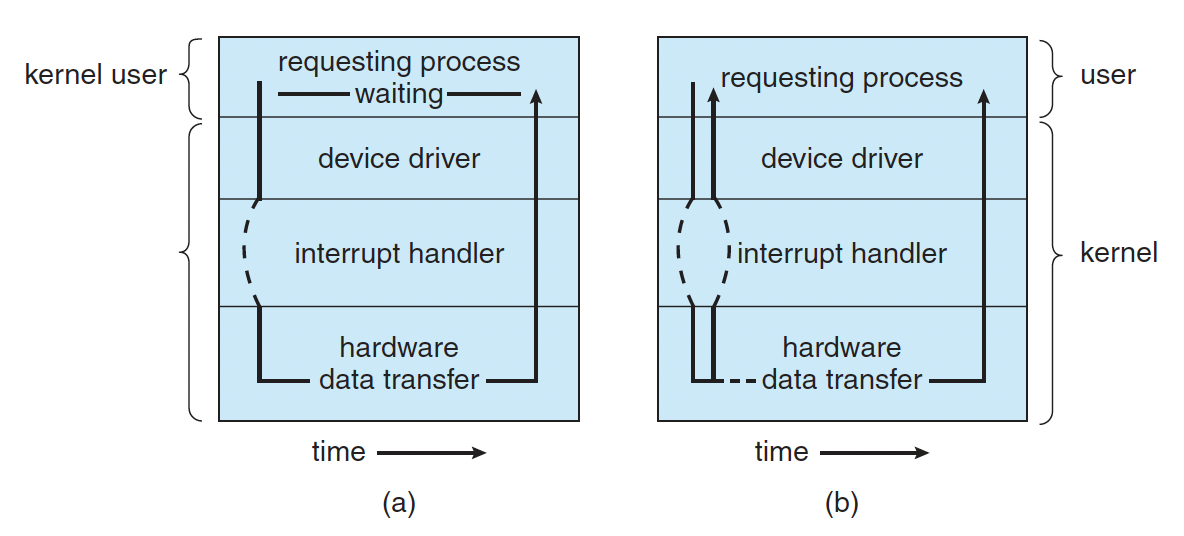 kernel user
requesting process
waiting
device driver
interrupt handler
hardware
data transfer
time
(a)
requesting process
user
device driver
interrupt handler
kernel
hardware
data transfer
time
(b)